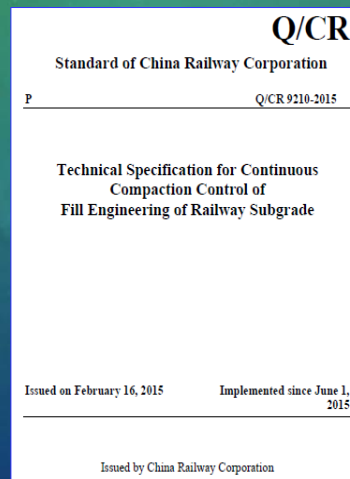 Q/CR
Standard of China Railway Corporation
P Q/CR 9210-2015
Technical Specification for Continuous
Compaction Control of
Fill Engineering of Railway Subgrade
Issued on February 16, 2015 Implemented since June 1,
2015
Issued by China Railway Corporation